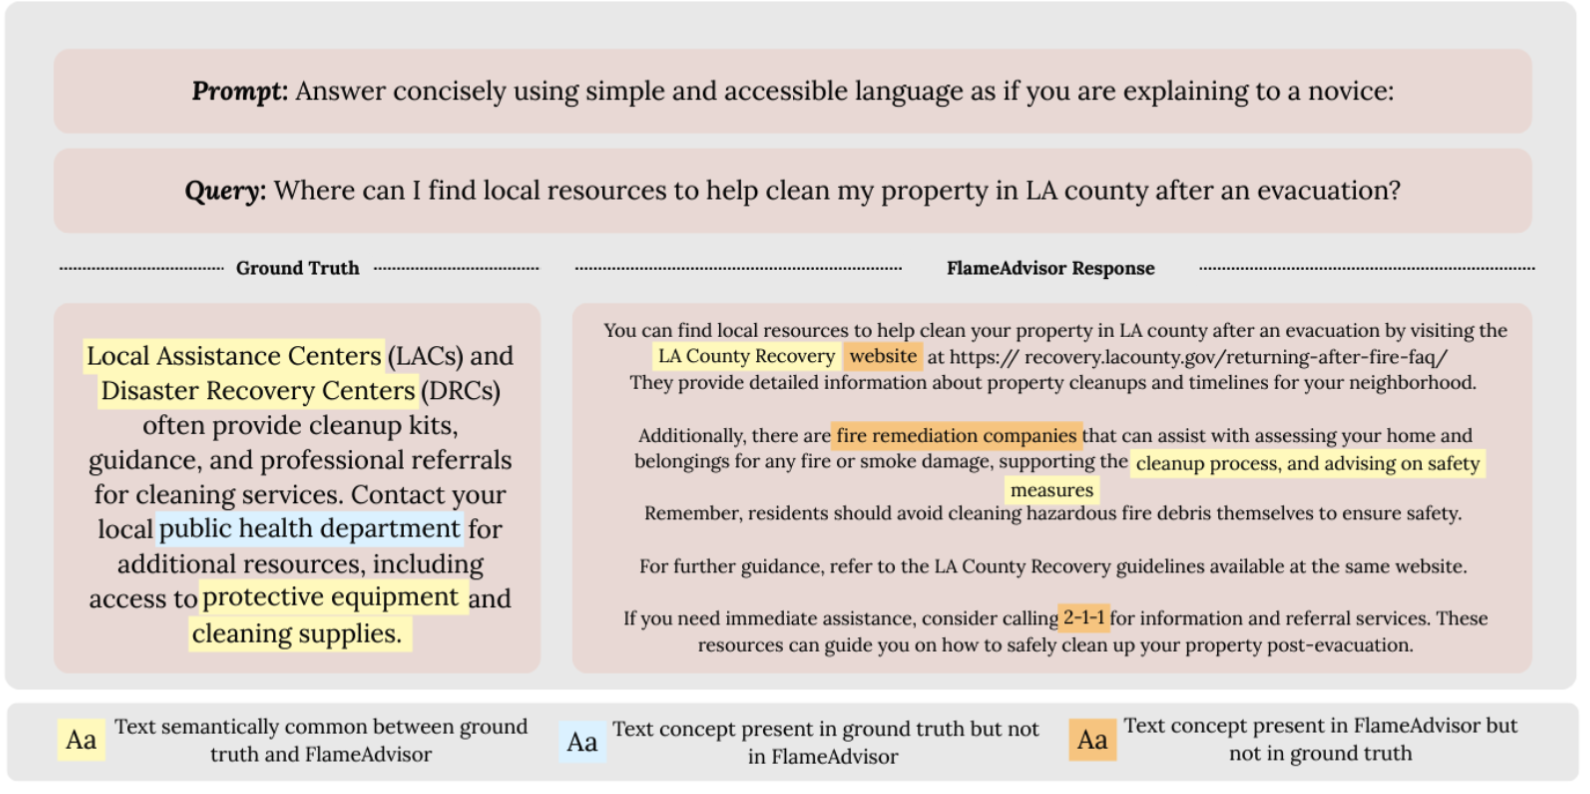 Prompt: Answer concisely using simple and accessible language as if you are explaining to a novice:
Query: Where can I find local resources to help clean my property in LA county after an evacuation?
Ground Truth
Local Assistance Centers (LACs) and
Disaster Recovery Centers (DRCs)
often provide cleanup kits,
guidance, and professional referrals
for cleaning services. Contact your
local public health department for
additional resources, including
access to protective equipment and
cleaning supplies.
FlameAdvisor Response
You can find local resources to help clean your property in LA county after an evacuation by visiting the
LA County Recovery website at https:// recovery.lacounty.gov/returning-after-fire-faq/
They provide detailed information about property cleanups and timelines for your neighborhood.
Additionally, there are fire remediation companies that can assist with assessing your home and
belongings for any fire or smoke damage, supporting the cleanup process, and advising on safety
measures
Remember, residents should avoid cleaning hazardous fire debris themselves to ensure safety.
For further guidance, refer to the LA County Recovery guidelines available at the same website.
If you need immediate assistance, consider calling 2-1-1 for information and referral services. These
resources can guide you on how to safely clean up your property post-evacuation.
Aa
Text semantically common between ground
truth and FlameAdvisor
Aa
Text concept present in ground truth but not
in FlameAdvisor
Aa
Text concept present in FlameAdvisor but
not in ground truth